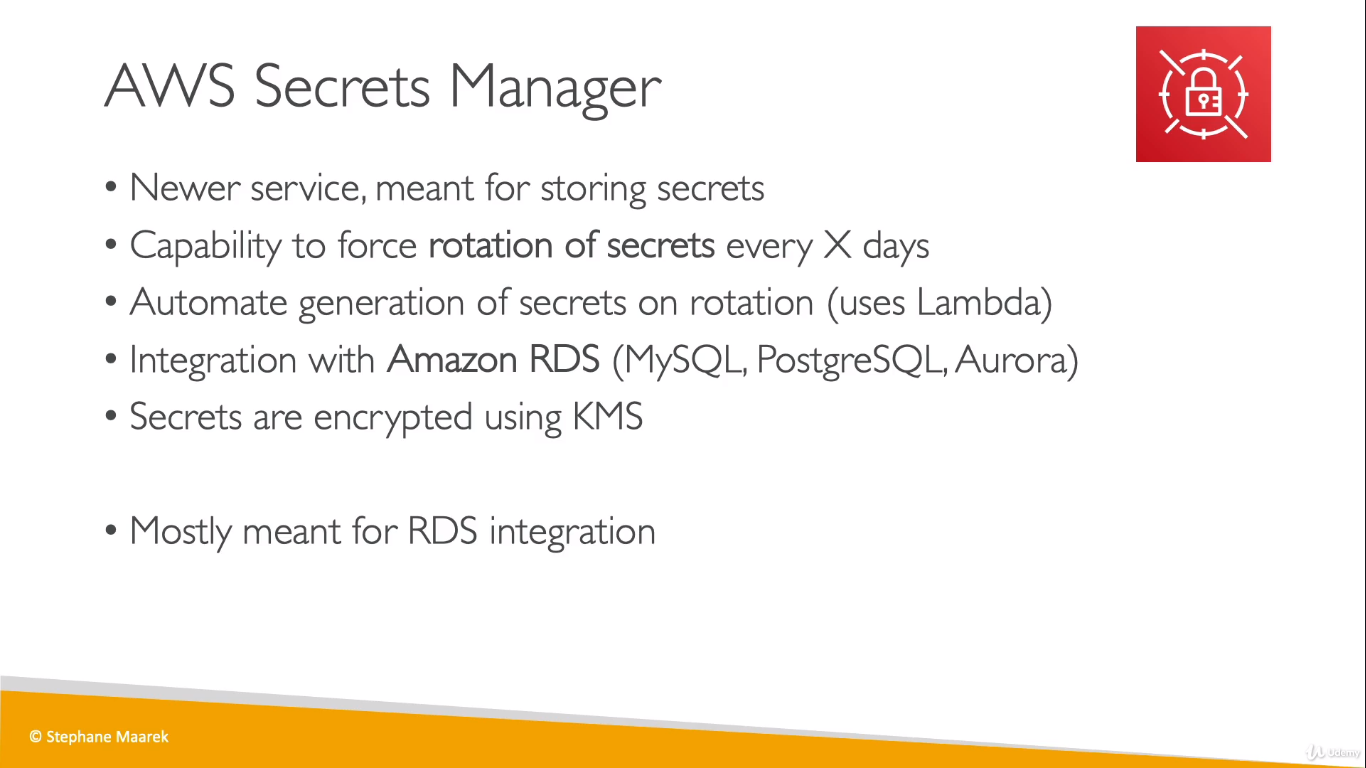 AWS Secrets Manager
• Newer service, meant for storing secrets
• Capability to force rotation of secrets every X days
• Automate generation of secrets on rotation (uses Lambda)
• Integration with Amazon RDS (MySQL, PostgreSQL, Aurora)
• Secrets are encrypted using KMS
• Mostly meant for RDS integration
© Stephane Maarek
Udemy